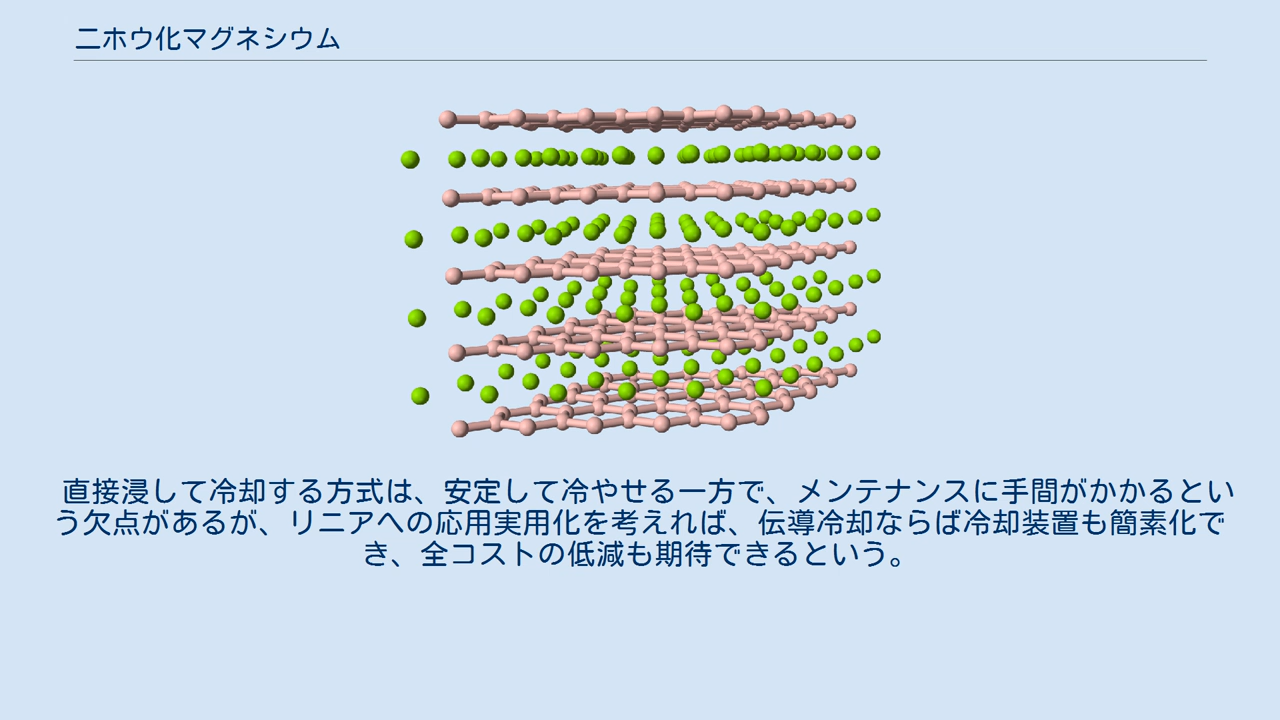 二ホウ化マグネシウム
直接浸して冷却する方式は、安定して冷やせる一方で、メンテナンスに手間がかかるとい
う欠点があるが、リニアへの応用実用化を考えれば、伝導冷却ならば冷却装置も簡素化で
き、全コストの低減も期待できるという。